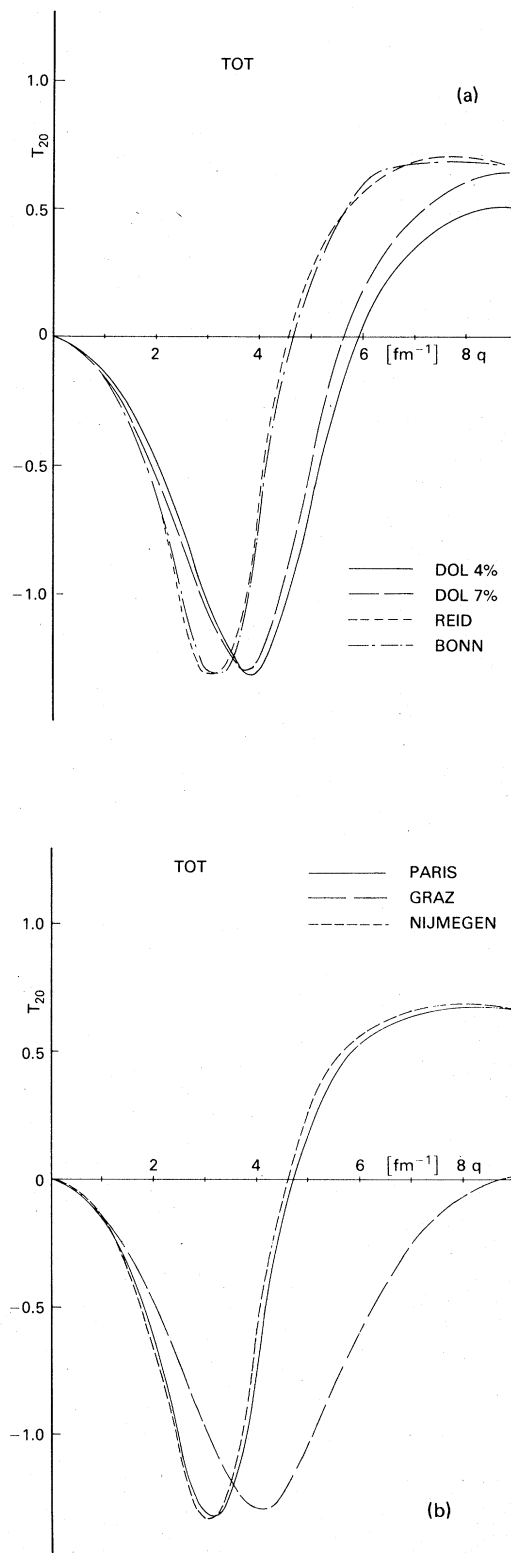 TOT
1.0
(a)
T20
0.5
0
2 4 6 [fm−1] 8 q
−0.5
−1.0
DOL 4%
DOL 7%
REID
BONN
TOT
PARIS
GRAZ
NIJMEGEN
1.0
T20
0.5
2 4 6 [fm−1] 8 q
0
−0.5
−1.0
(b)